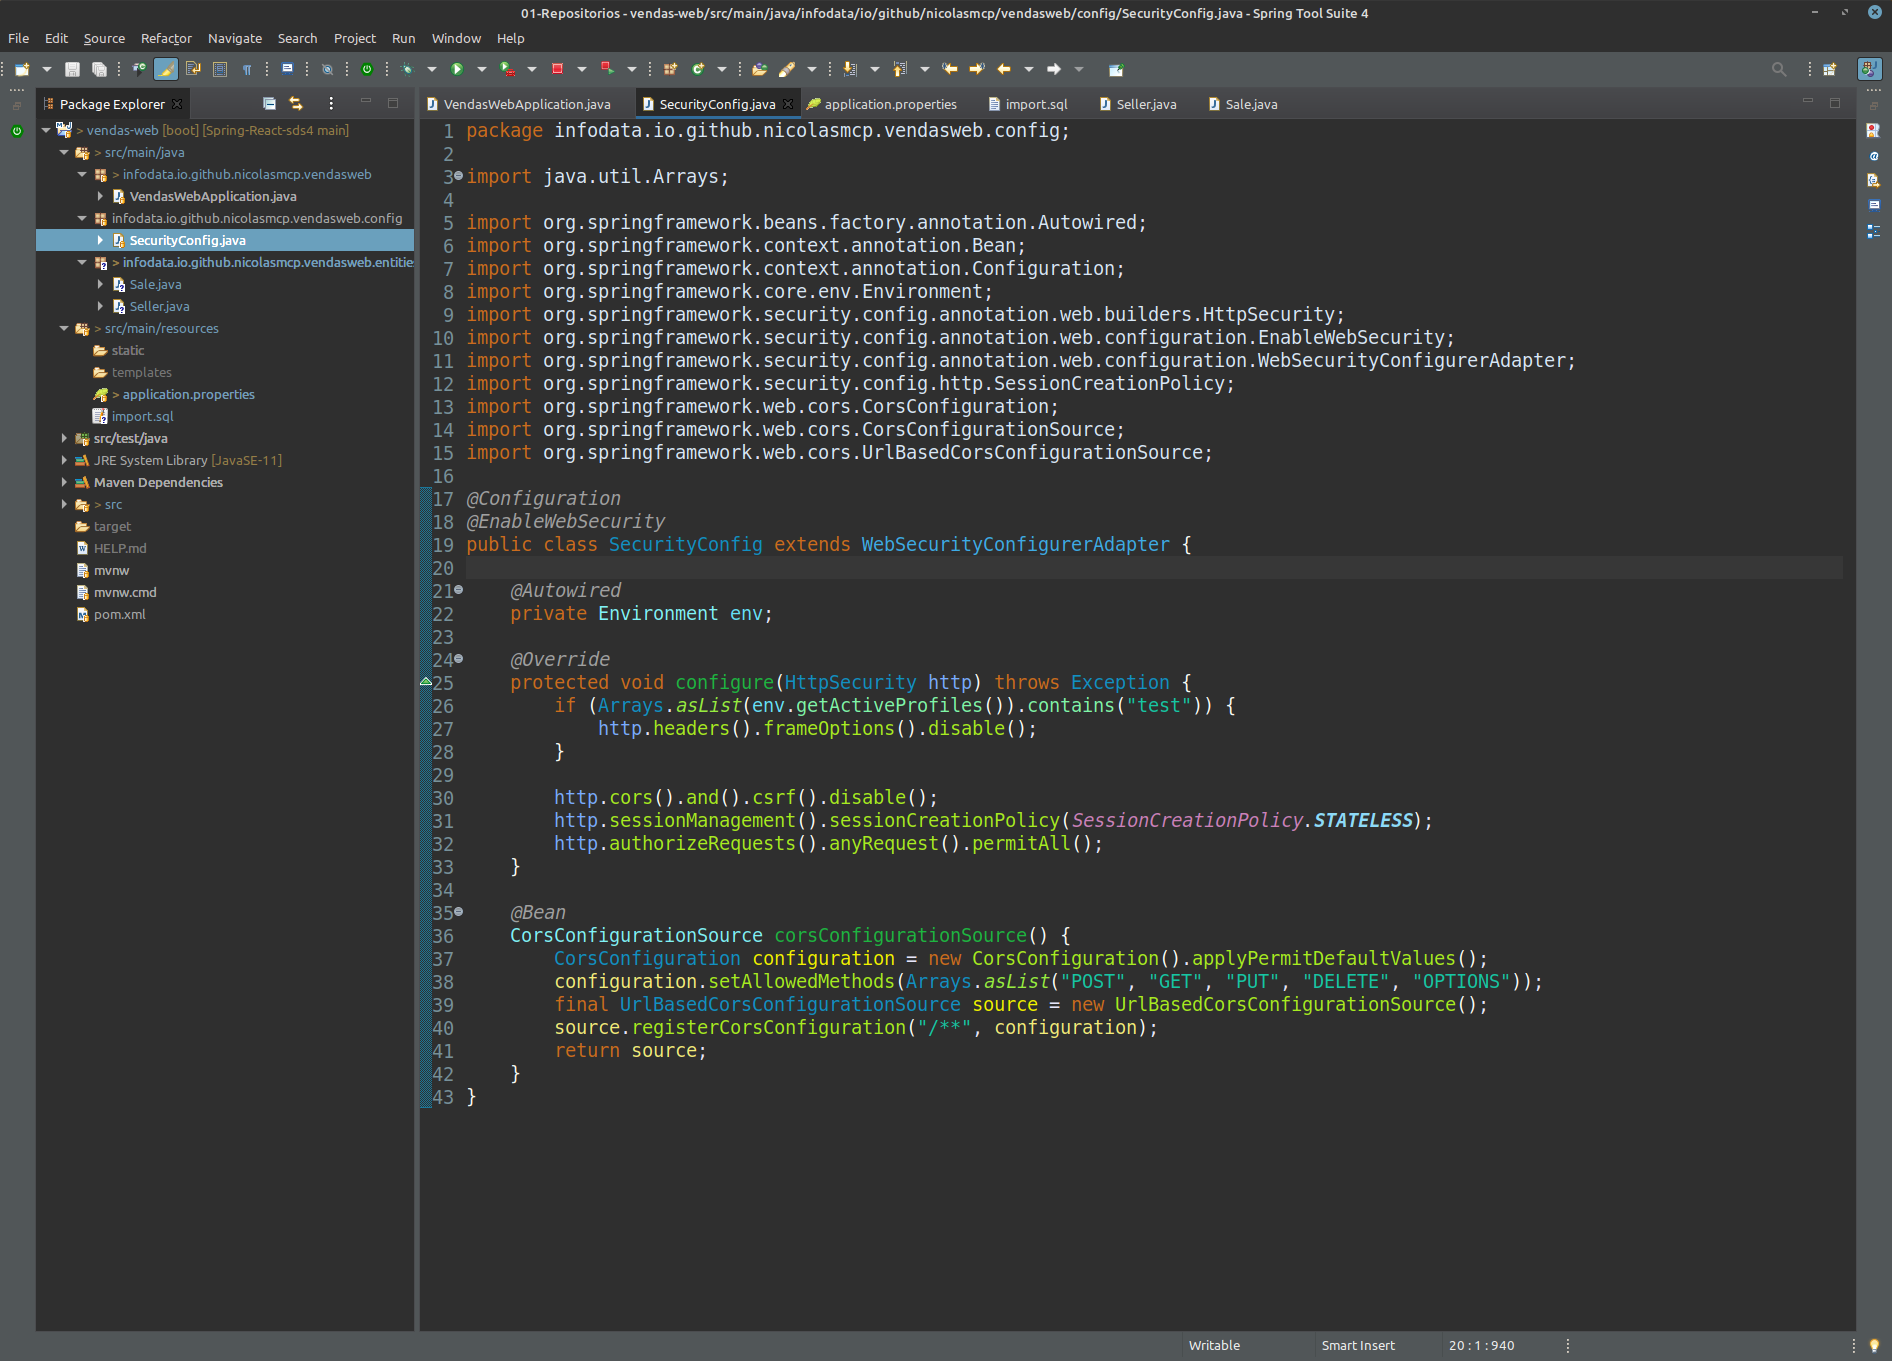 01-Repositorios - vendas-web/src/main/java/infodata/io/github/nicolasmcp/vendasweb/config/SecurityConfig.java - Spring Tool Suite 4
File Edit Source Refactor Navigate Search Project Run Window Help
Package Explorer
> vendas-web [boot] [Spring-React-sds4 main]
> src/main/java
> infodata.io.github.nicolasmcp.vendasweb
VendasWebApplication.java
infodata.io.github.nicolasmcp.vendasweb.config
SecurityConfig.java
> infodata.io.github.nicolasmcp.vendasweb.entitie
Sale.java
Seller.java
> src/main/resources
static
templates
> application.properties
import.sql
src/test/java
JRE System Library [JavaSE-11]
Maven Dependencies
> src
target
HELP.md
mvnw
mvnw.cmd
pom.xml
VendasWebApplication.java SecurityConfig.java application.properties import.sql Seller.java Sale.java
1 package infodata.io.github.nicolasmcp.vendasweb.config;
2
3 import java.util.Arrays;
4
5 import org.springframework.beans.factory.annotation.Autowired;
6 import org.springframework.context.annotation.Bean;
7 import org.springframework.context.annotation.Configuration;
8 import org.springframework.core.env.Environment;
9 import org.springframework.security.config.annotation.web.builders.HttpSecurity;
10 import org.springframework.security.config.annotation.web.configuration.EnableWebSecurity;
11 import org.springframework.security.config.annotation.web.configuration.WebSecurityConfigurerAdapter;
12 import org.springframework.security.config.http.SessionCreationPolicy;
13 import org.springframework.web.cors.CorsConfiguration;
14 import org.springframework.web.cors.CorsConfigurationSource;
15 import org.springframework.web.cors.UrlBasedCorsConfigurationSource;
16
17 @Configuration
18 @EnableWebSecurity
19 public class SecurityConfig extends WebSecurityConfigurerAdapter {
20
21     @Autowired
22     private Environment env;
23
24     @Override
25     protected void configure(HttpSecurity http) throws Exception {
26         if (Arrays.asList(env.getActiveProfiles()).contains("test")) {
27             http.headers().frameOptions().disable();
28         }
29
30         http.cors().and().csrf().disable();
31         http.sessionManagement().sessionCreationPolicy(SessionCreationPolicy.STATELESS);
32         http.authorizeRequests().anyRequest().permitAll();
33     }
34
35     @Bean
36     CorsConfigurationSource corsConfigurationSource() {
37         CorsConfiguration configuration = new CorsConfiguration().applyPermitDefaultValues();
38         configuration.setAllowedMethods(Arrays.asList("POST", "GET", "PUT", "DELETE", "OPTIONS"));
39         final UrlBasedCorsConfigurationSource source = new UrlBasedCorsConfigurationSource();
40         source.registerCorsConfiguration("/**", configuration);
41         return source;
42     }
43 }
Writable Smart Insert 20 : 1 : 940